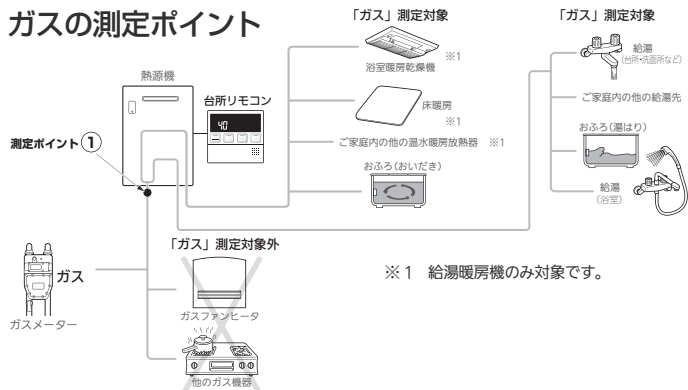 ガスの測定ポイント
「ガス」測定対象
「ガス」測定対象
※1
浴室暖房乾燥機
給湯
(台所・洗面所など)
熱源機
台所リモコン
40
床暖房
※1
ご家庭内の他の給湯先
測定ポイント①
ご家庭内の他の温水暖房放熱器 ※1
おふろ(湯はり)
おふろ(おいだき)
給湯
(浴室)
「ガス」測定対象外
ガス
※1 給湯暖房機のみ対象です。
ガスメーター
ガスファンヒータ
他のガス機器